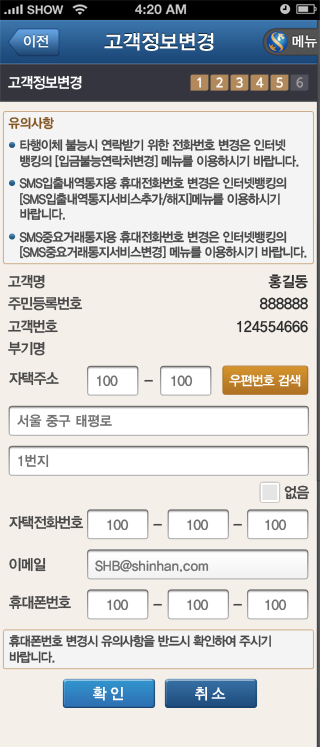 SHOW 4:20 AM
이전 고객정보변경 메뉴
고객정보변경 1 2 3 4 5 6
유의사항
타행이체 불능시 연락받기 위한 전화번호 변경은 인터넷
뱅킹의 [입금불능연락처변경] 메뉴를 이용하시기 바랍니다.
SMS입출내역통지용 휴대전화번호 변경은 인터넷뱅킹의
[SMS입출내역통지서비스추가/해지]메뉴를 이용하시기
바랍니다.
SMS중요거래통지용 휴대전화번호 변경은 인터넷뱅킹의
[SMS중요거래통지서비스변경] 메뉴를 이용하시기 바랍니다.
고객명 홍길동
주민등록번호 888888
고객번호 124554666
부기명
자택주소 100 - 100 우편번호 검색
서울 중구 태평로
1번지
없음
자택전화번호 100 - 100 - 100
이메일 SHB@shinhan.com
휴대폰번호 100 - 100 - 100
휴대폰번호 변경시 유의사항을 반드시 확인하여 주시기
바랍니다.
확인 취소